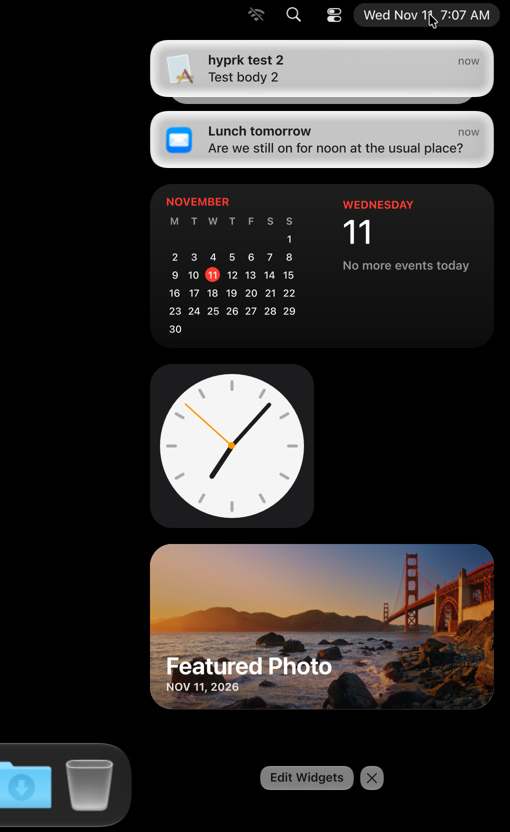 Wed Nov 11 7:07 AM
hyprk test 2
now
Test body 2
Lunch tomorrow
now
Are we still on for noon at the usual place?
NOVEMBER
M T W T F S S
1
2 3 4 5 6 7 8
9 10 11 12 13 14 15
16 17 18 19 20 21 22
23 24 25 26 27 28 29
30
WEDNESDAY
11
No more events today
Featured Photo
NOV 11, 2026
Edit Widgets